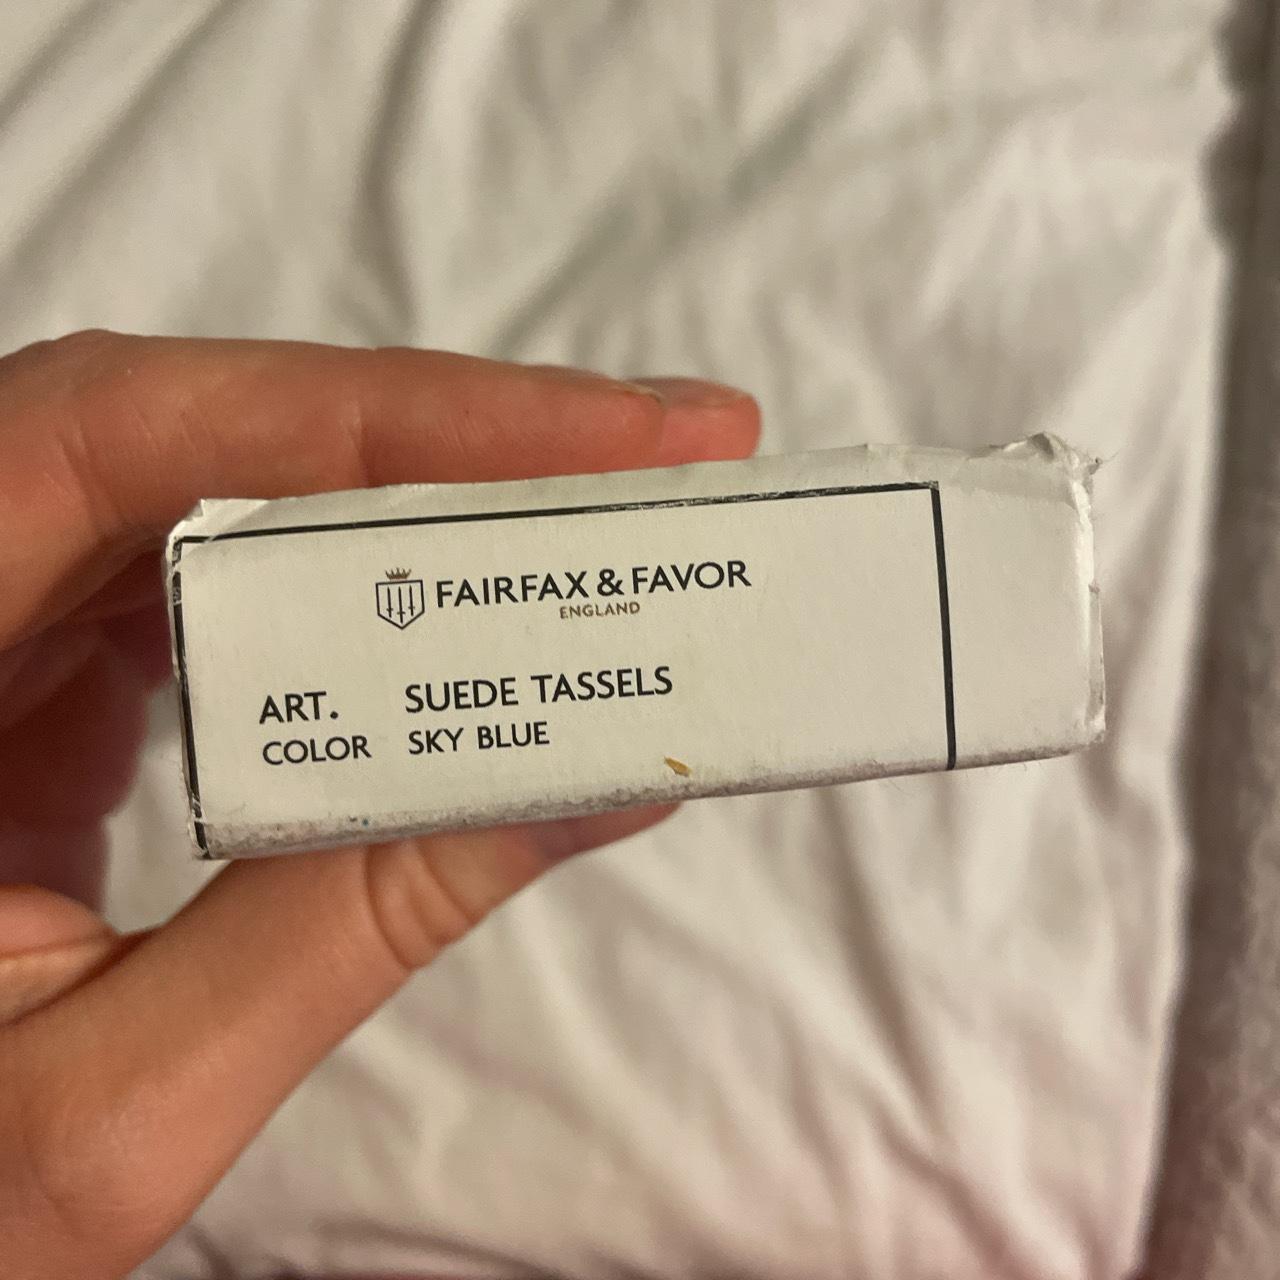 FAIRFAX & FAVOR
ENGLAND
ART. SUEDE TASSELS
COLOR SKY BLUE